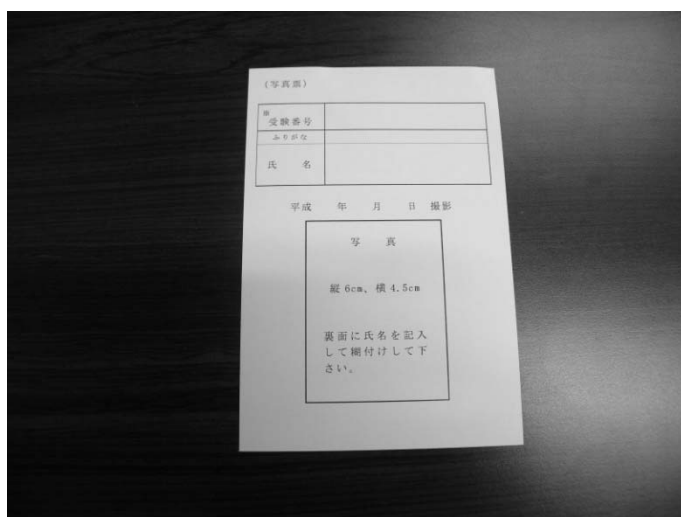 (写真票)
※
受験番号
ふりがな
氏　名
平成　年　月　日　撮影
写　真
縦 6cm、横 4.5cm
裏面に氏名を記入
して糊付けして下
さい。